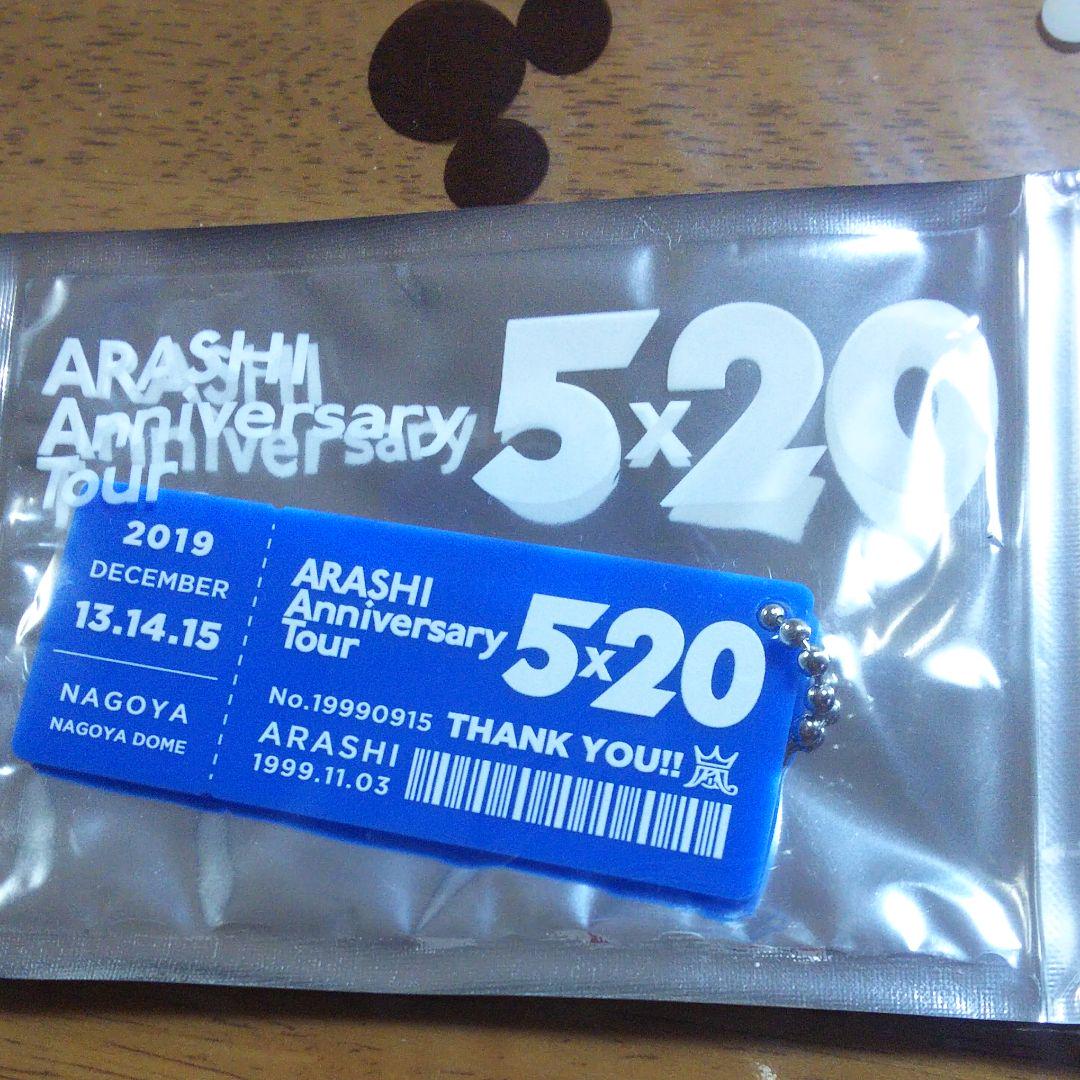 ARASHI
Anniversary
Tour
5x20
2019
DECEMBER
13.14.15
NAGOYA
NAGOYA DOME
ARASHI
Anniversary
Tour
5x20
No.19990915
THANK YOU!!
嵐
ARASHI
1999.11.03